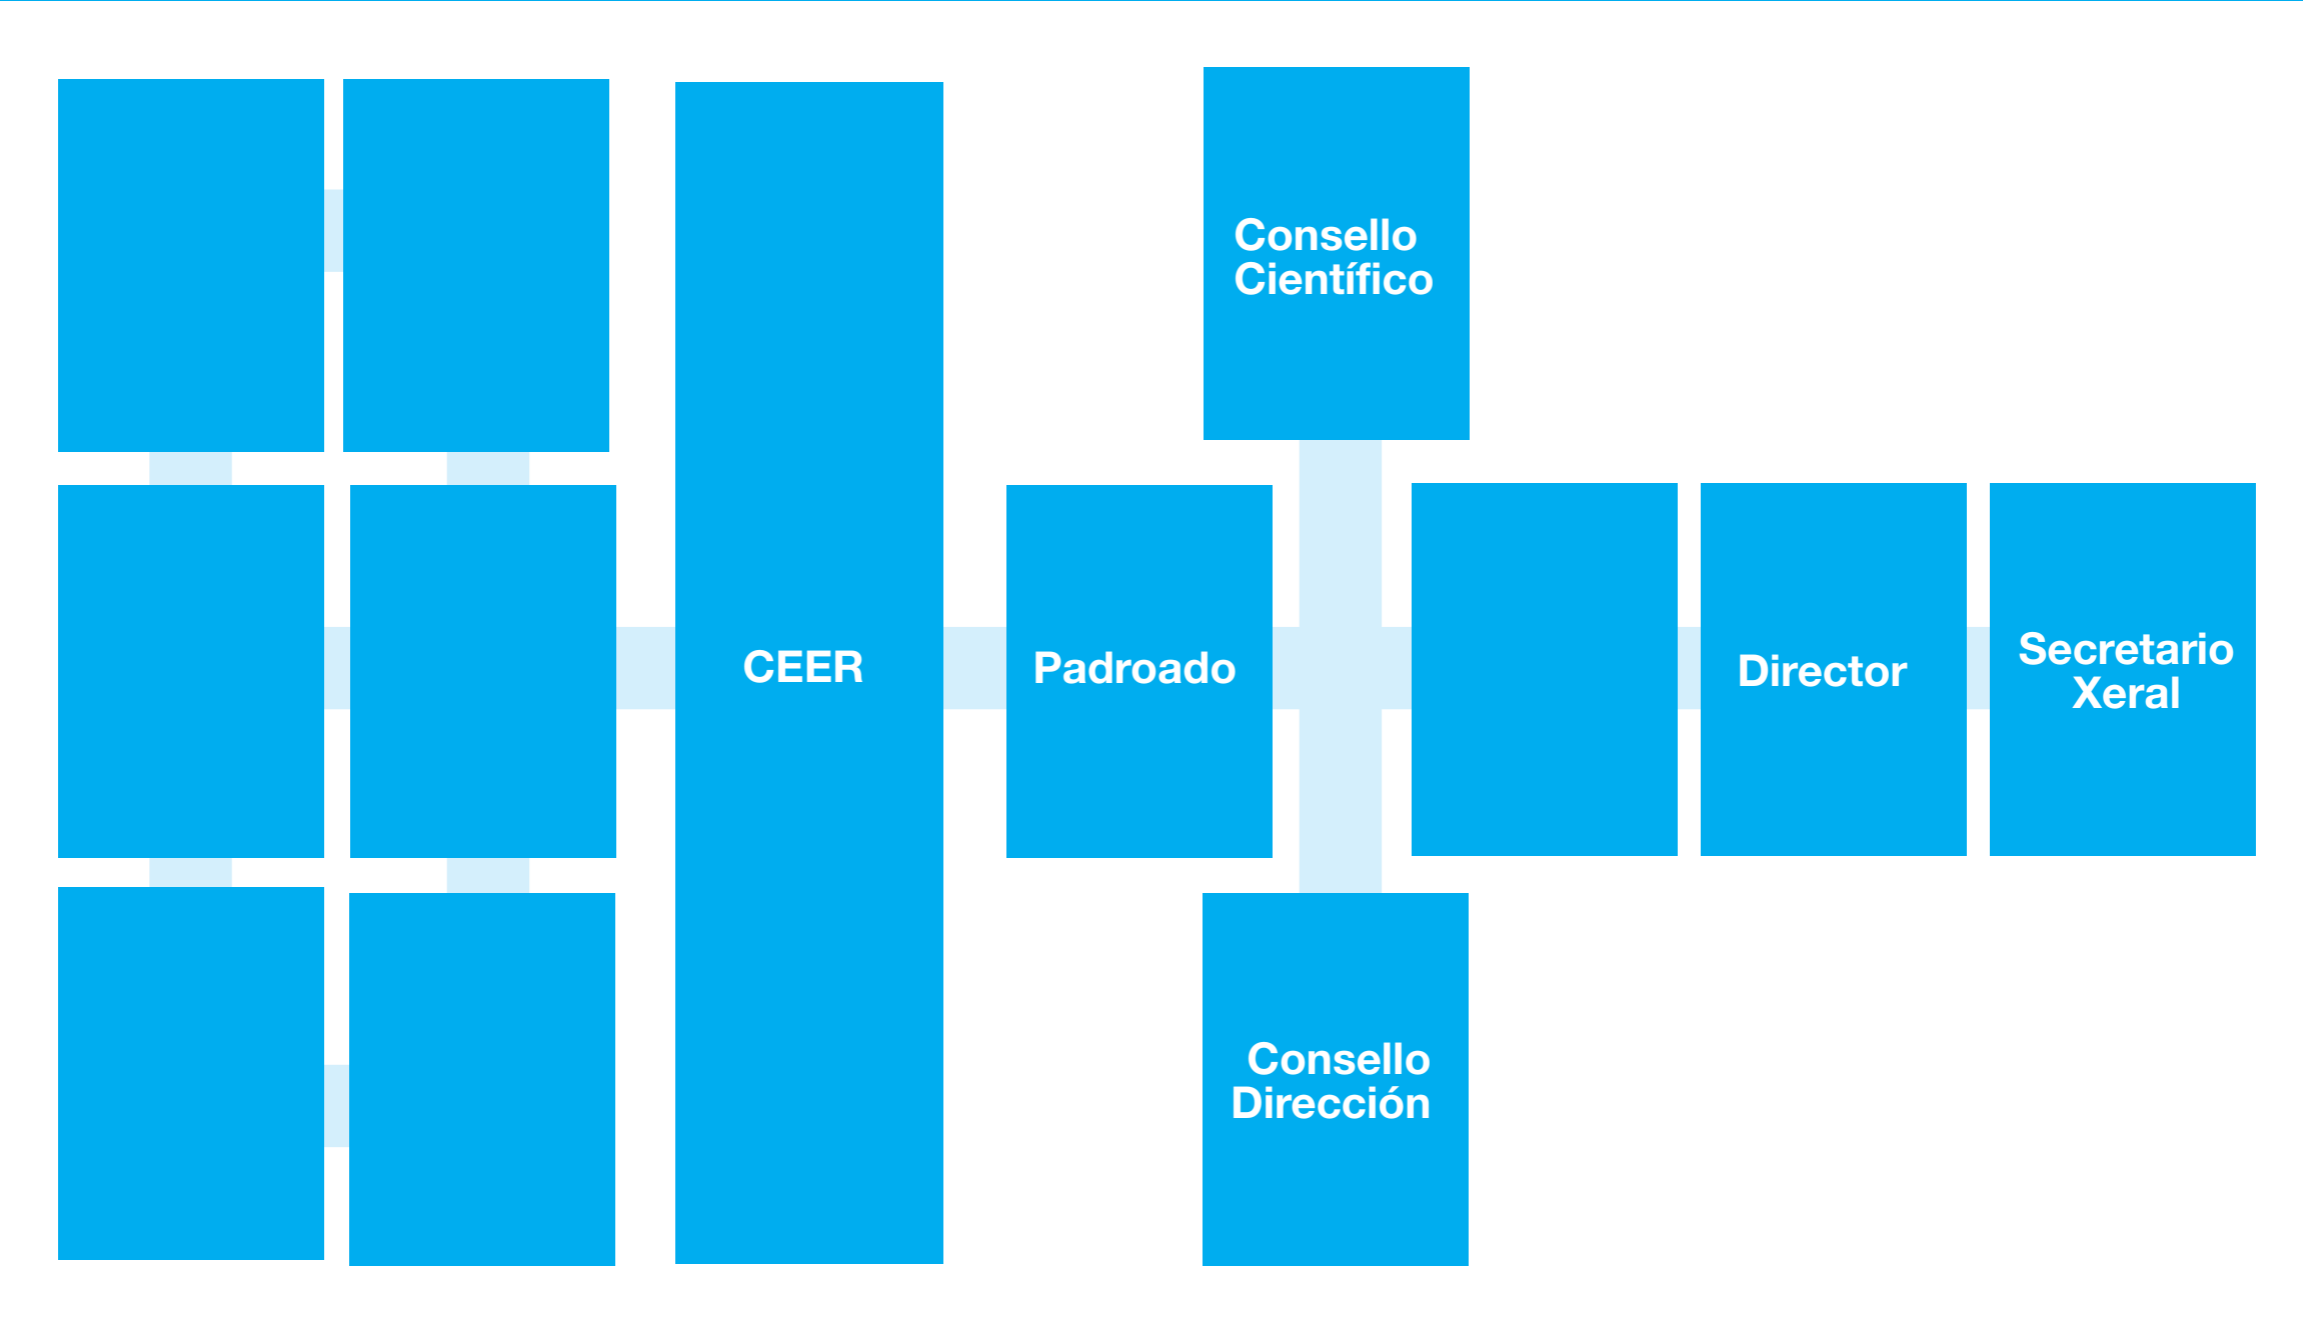 Consello
Científico
CEER
Padroado
Director
Secretario
Xeral
Consello
Dirección